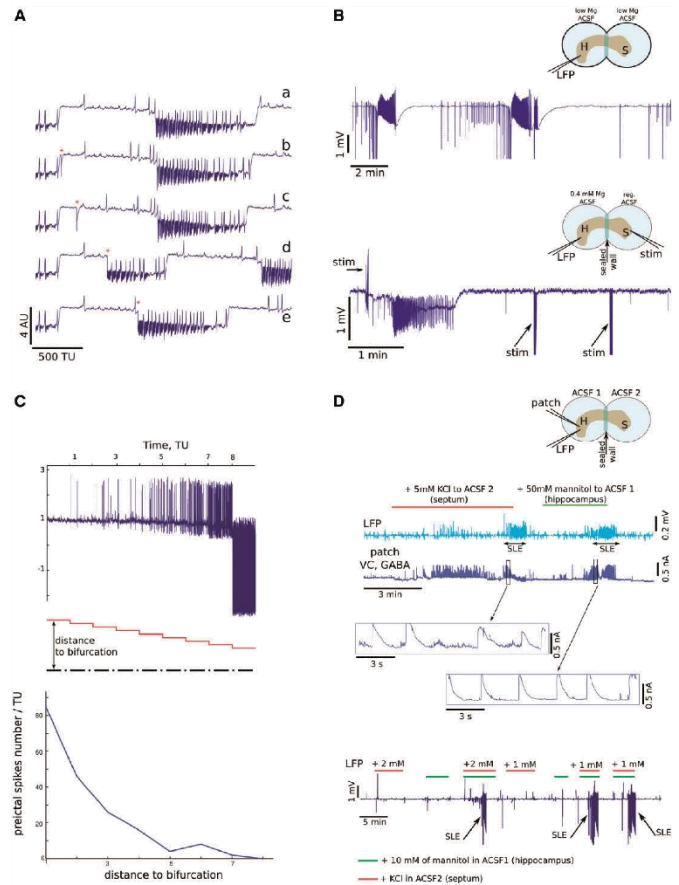 A
a
b
c
d
e
4 AU
500 TU
B
low Mg ACSF
low Mg ACSF
H
S
LFP
1 mV
2 min
0.4 mM Mg ACSF
reg. ACSF
H
S
LFP
sealed wall
stim
stim
1 mV
1 min
stim
stim
C
Time, TU
1 3 5 7 8
3
1
-1
distance
to bifurcation
preictal spikes number / TU
80
60
40
20
0
2
3
5
6
7
8
distance to bifurcation
D
ACSF 1 ACSF 2
patch
H
S
LFP
sealed wall
+ 5mM KCl to ACSF 2
(septum)
+ 50mM mannitol to ACSF 1
(hippocampus)
LFP
0.2 mV
SLE
SLE
patch
VC, GABA
0.5 nA
3 min
0.5 nA
3 s
0.5 nA
3 s
LFP
+ 2 mM
+2 mM
+ 1 mM
+ 1 mM
+ 1 mM
1 mV
5 min
SLE
SLE
SLE
+ 10 mM of mannitol in ACSF1 (hippocampus)
+ KCl in ACSF2 (septum)